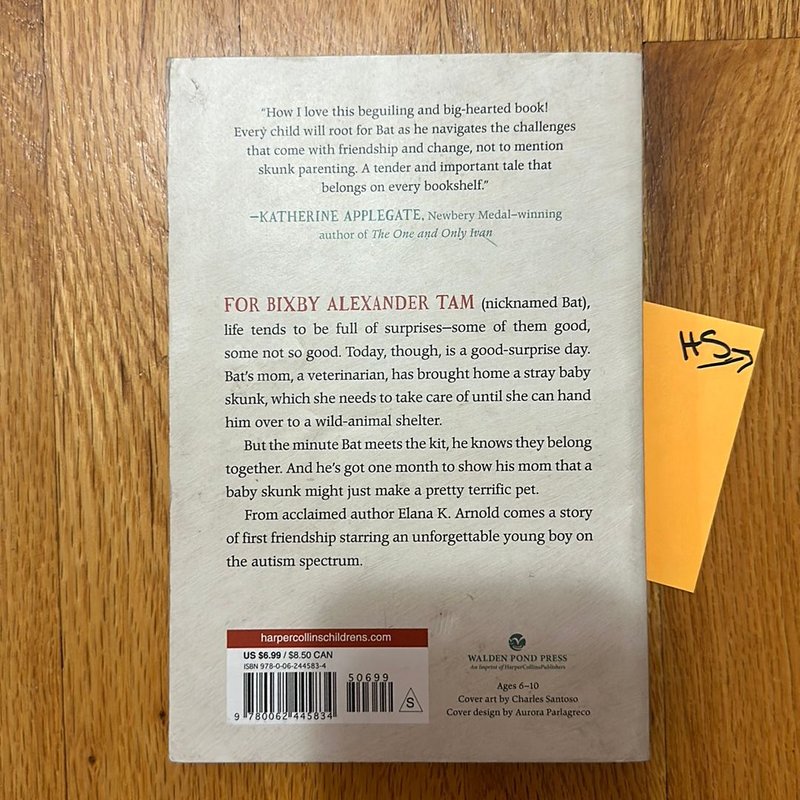 “How I love this beguiling and big-hearted book!
Every child will root for Bat as he navigates the challenges
that come with friendship and change, not to mention
skunk parenting. A tender and important tale that
belongs on every bookshelf.”
—KATHERINE APPLEGATE, Newbery Medal–winning
author of The One and Only Ivan
FOR BIXBY ALEXANDER TAM (nicknamed Bat),
life tends to be full of surprises—some of them good,
some not so good. Today, though, is a good-surprise day.
Bat’s mom, a veterinarian, has brought home a stray baby
skunk, which she needs to take care of until she can hand
him over to a wild-animal shelter.
But the minute Bat meets the kit, he knows they belong
together. And he’s got one month to show his mom that a
baby skunk might just make a pretty terrific pet.
From acclaimed author Elana K. Arnold comes a story
of first friendship starring an unforgettable young boy on
the autism spectrum.
HS
harpercollinschildrens.com
US $6.99 / $8.50 CAN
ISBN 978-0-06-244583-4
50699
9 780062 445834
S
WALDEN POND PRESS
An Imprint of HarperCollinsPublishers
Ages 6–10
Cover art by Charles Santoso
Cover design by Aurora Parlagreco